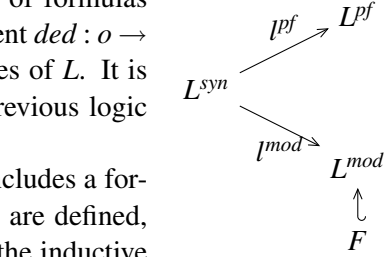 of formulas
ent ded : o →
es of L. It is
revious logic
cludes a for-
are defined,
the inductive
L^pf
l^pf
L^syn
l^mod
L^mod
F